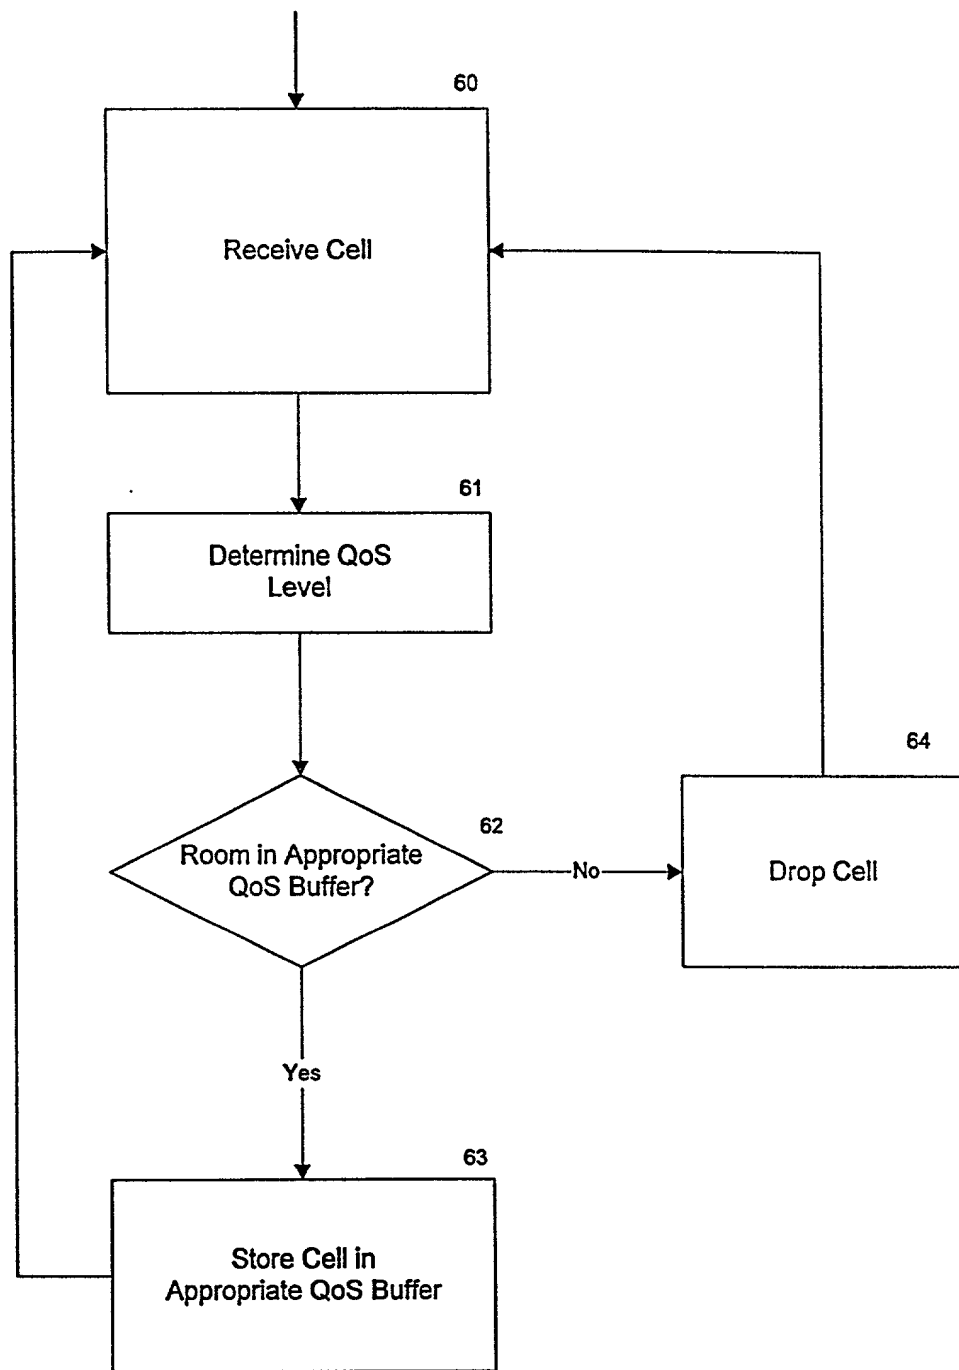 60
Receive Cell
61
Determine QoS
Level
62
Room in Appropriate
QoS Buffer?
No
64
Drop Cell
Yes
63
Store Cell in
Appropriate QoS Buffer